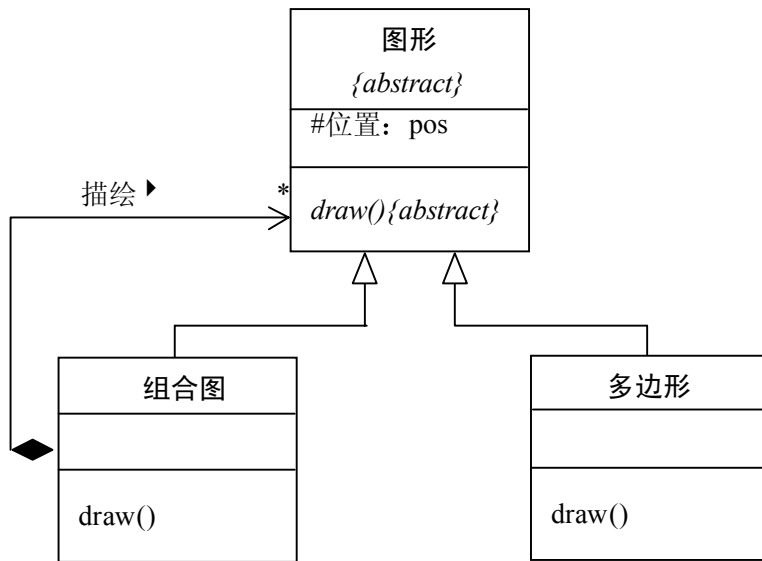 图形
{abstract}
#位置：pos
描绘
*
draw(){abstract}
组合图
draw()
多边形
draw()